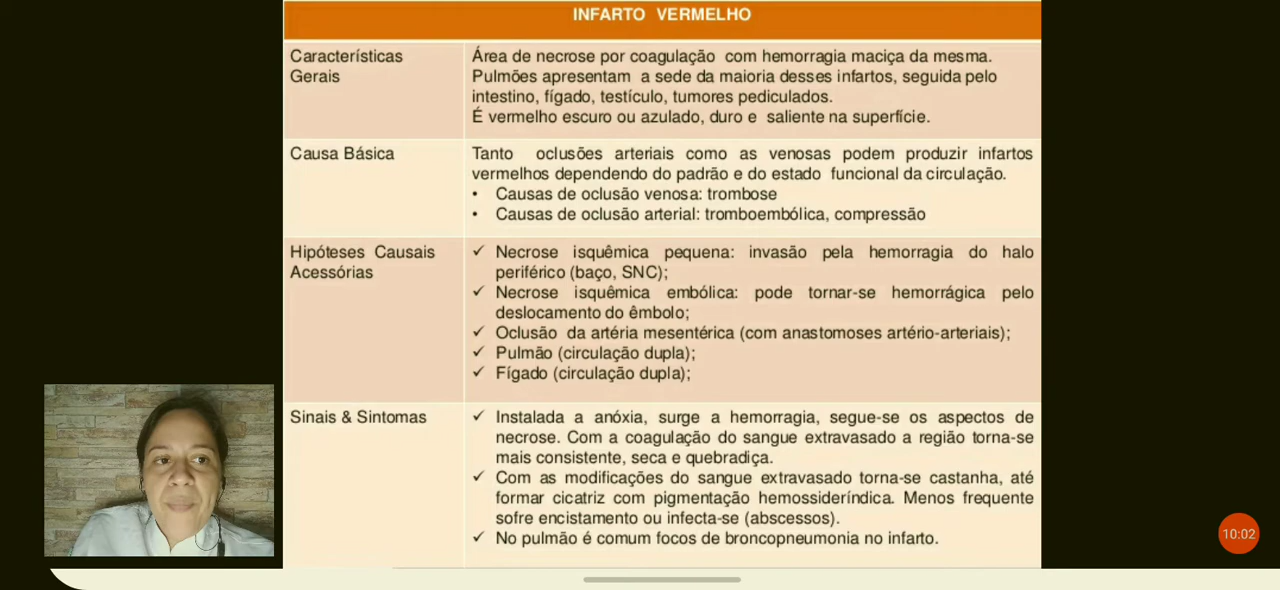 INFARTO VERMELHO
Características
Gerais
Área de necrose por coagulação com hemorragia maciça da mesma.
Pulmões apresentam a sede da maioria desses infartos, seguida pelo
intestino, fígado, testículo, tumores pediculados.
É vermelho escuro ou azulado, duro e saliente na superfície.
Causa Básica
Tanto oclusões arteriais como as venosas podem produzir infartos
vermelhos dependendo do padrão e do estado funcional da circulação.
• Causas de oclusão venosa: trombose
• Causas de oclusão arterial: tromboembólica, compressão
Hipóteses Causais
Acessórias
✓ Necrose isquêmica pequena: invasão pela hemorragia do halo
periférico (baço, SNC);
✓ Necrose isquêmica embólica: pode tornar-se hemorrágica pelo
deslocamento do êmbolo;
✓ Oclusão da artéria mesentérica (com anastomoses artério-arteriais);
✓ Pulmão (circulação dupla);
✓ Fígado (circulação dupla);
Sinais & Sintomas
✓ Instalada a anóxia, surge a hemorragia, segue-se os aspectos de
necrose. Com a coagulação do sangue extravasado a região torna-se
mais consistente, seca e quebradiça.
✓ Com as modificações do sangue extravasado torna-se castanha, até
formar cicatriz com pigmentação hemossideríndica. Menos frequente
sofre encistamento ou infecta-se (abscessos).
✓ No pulmão é comum focos de broncopneumonia no infarto.
10:02